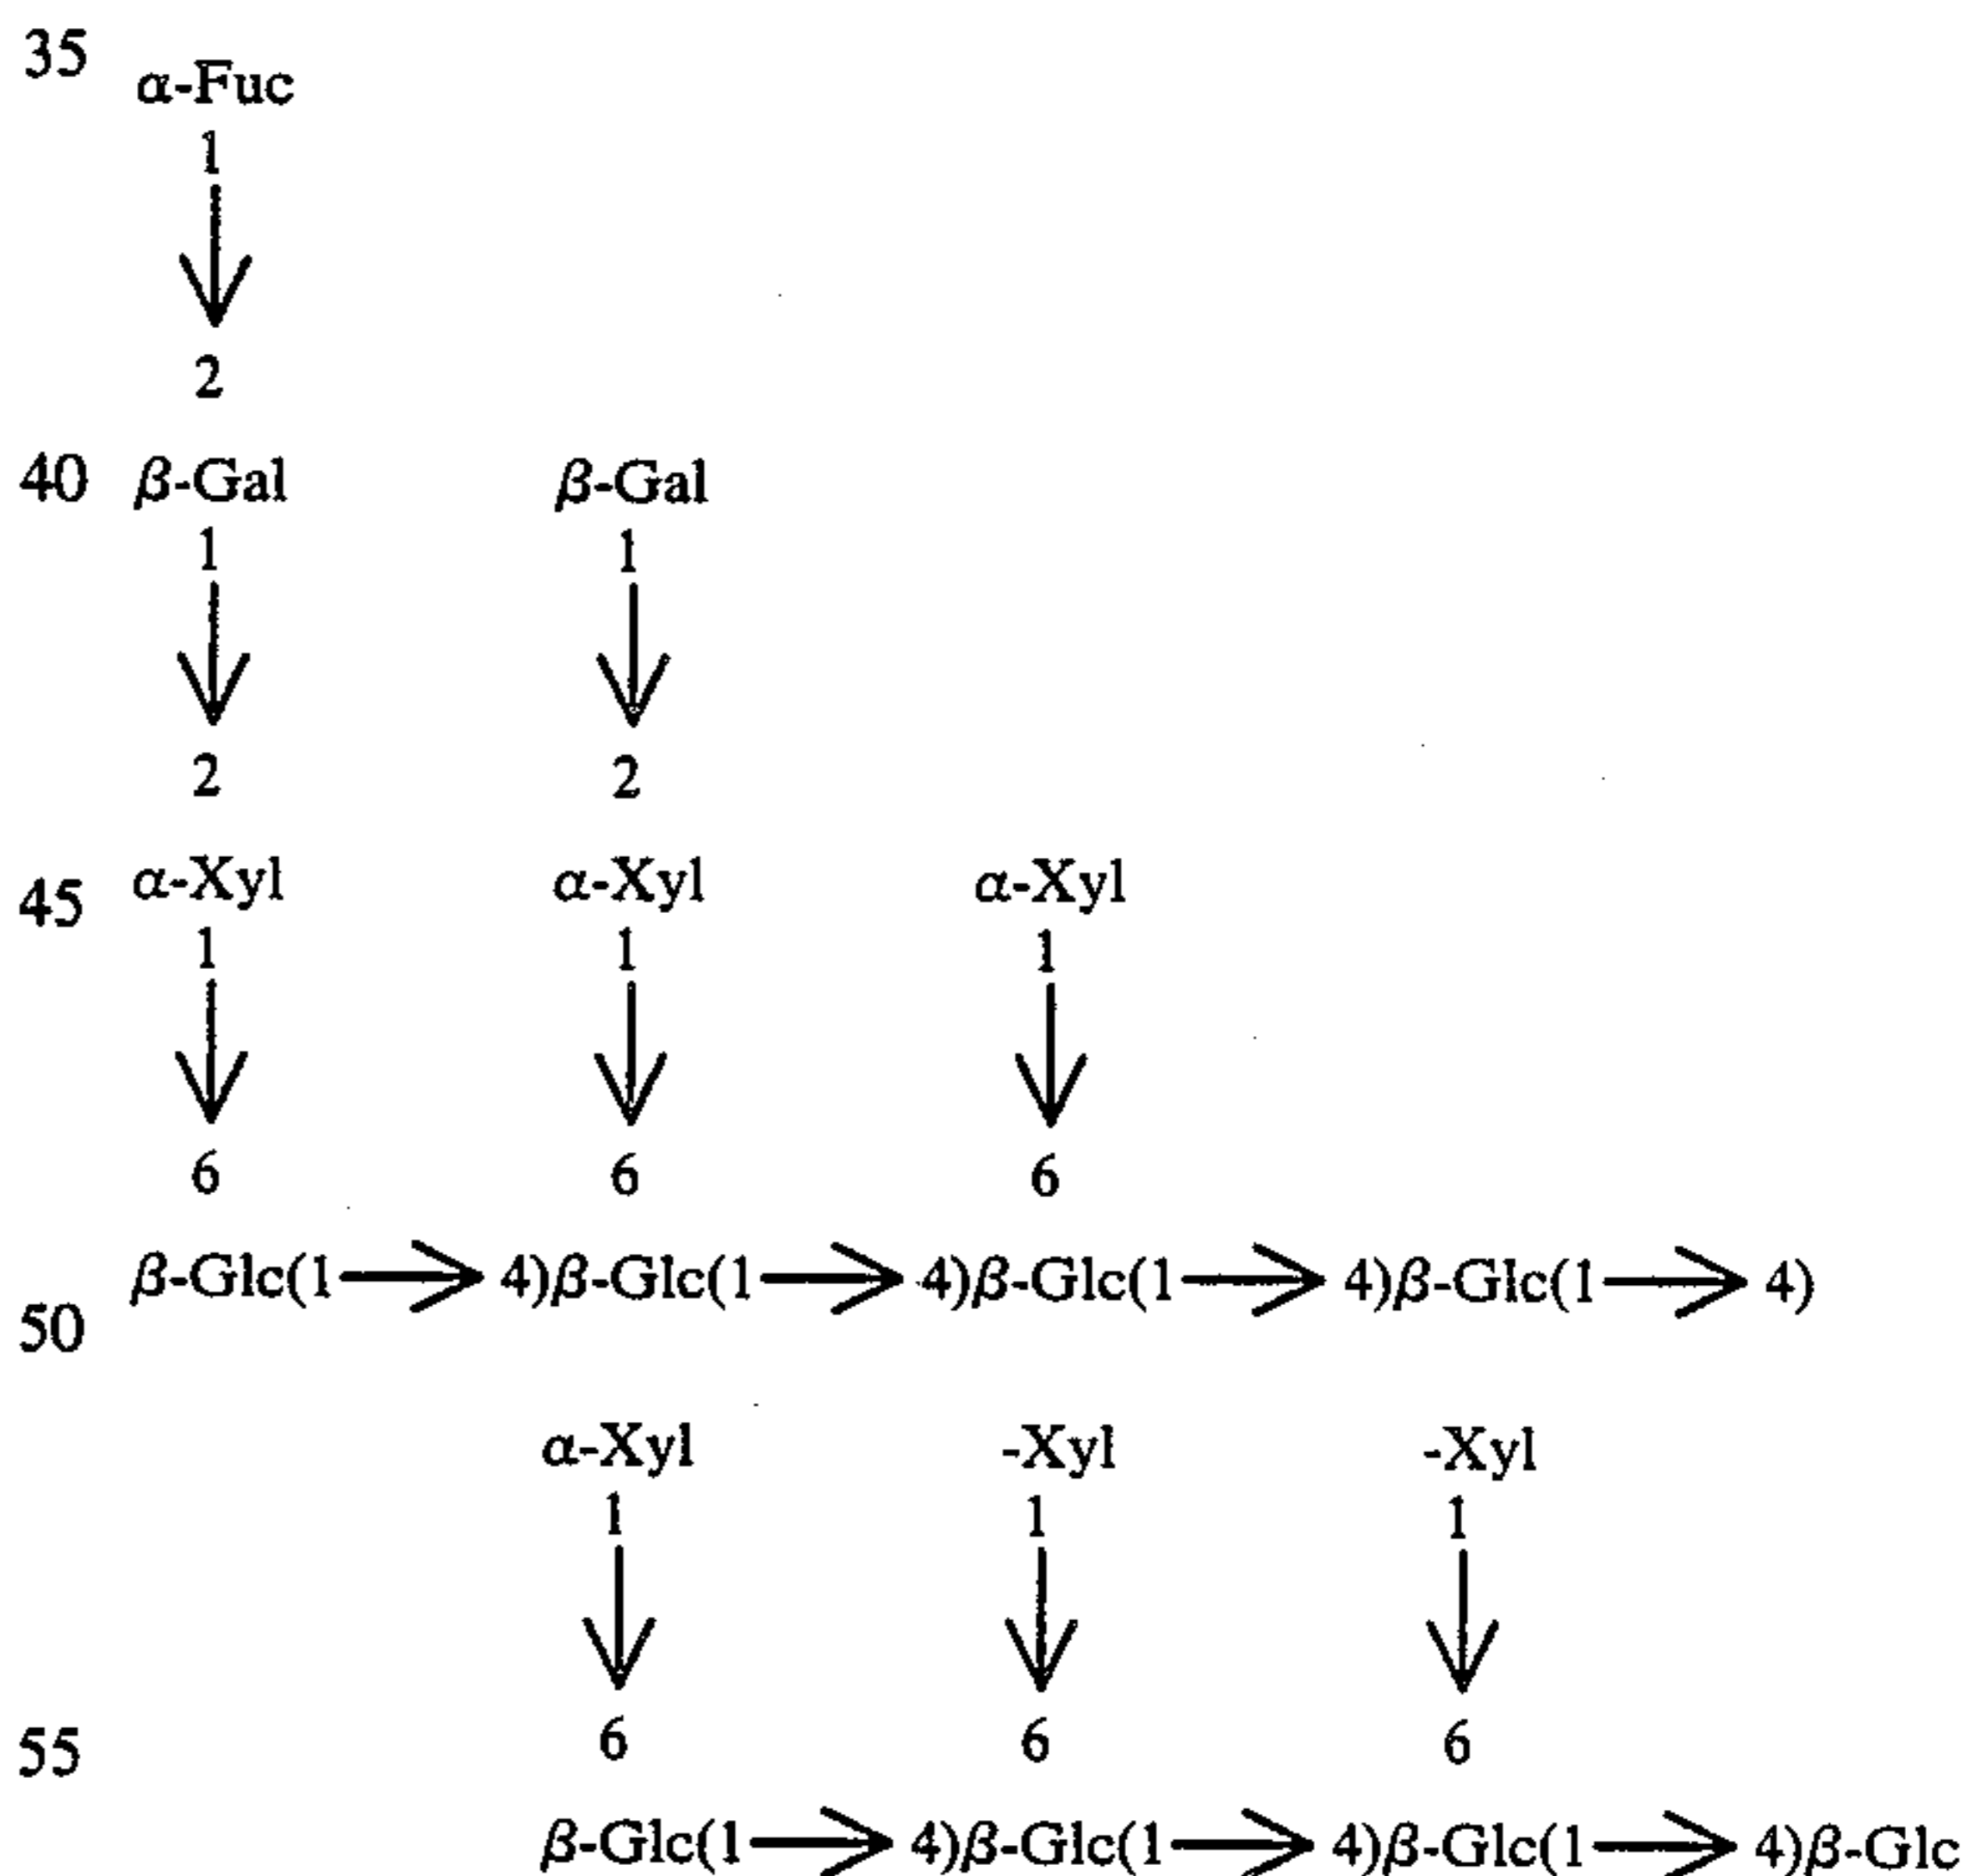 35 α-Fuc
1
2
40 β-Gal β-Gal
1 1
2 2
45 α-Xyl α-Xyl α-Xyl
1 1 1
6 6 6
β-Glc(1 → 4)β-Glc(1 → 4)β-Glc(1 → 4)β-Glc(1 → 4)
50
α-Xyl -Xyl -Xyl
1 1 1
55 6 6 6
β-Glc(1 → 4)β-Glc(1 → 4)β-Glc(1 → 4)β-Glc